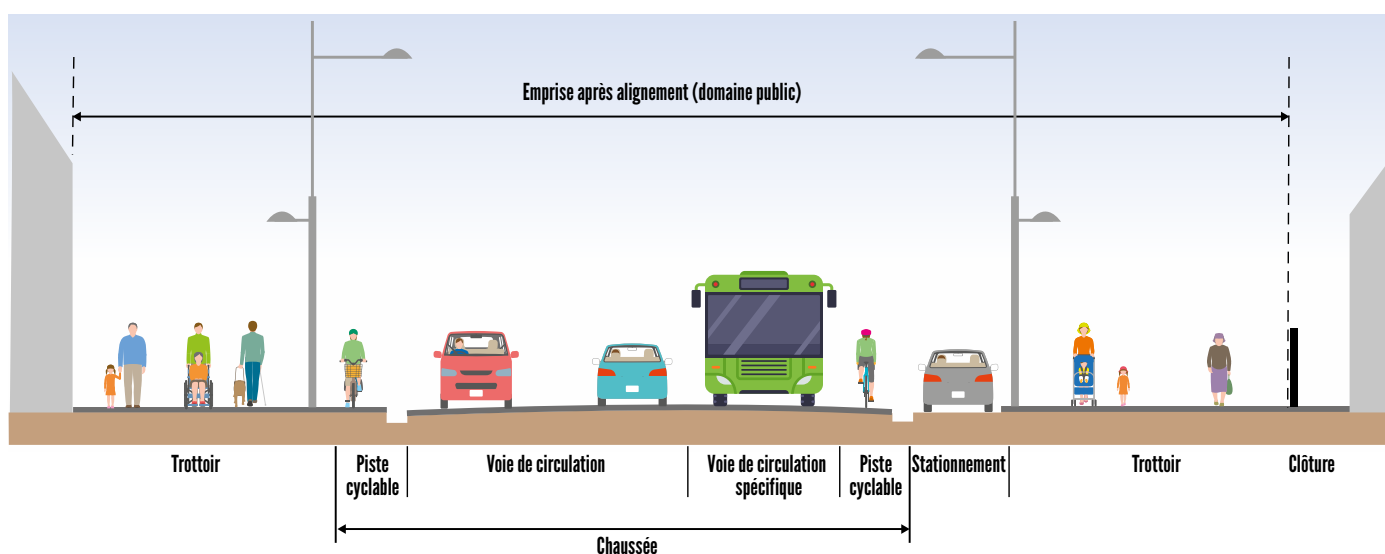 Emprise après alignement (domaine public)
Trottoir
Piste
cyclable
Voie de circulation
Voie de circulation
spécifique
Piste
cyclable
Stationnement
Trottoir
Clôture
Chaussée